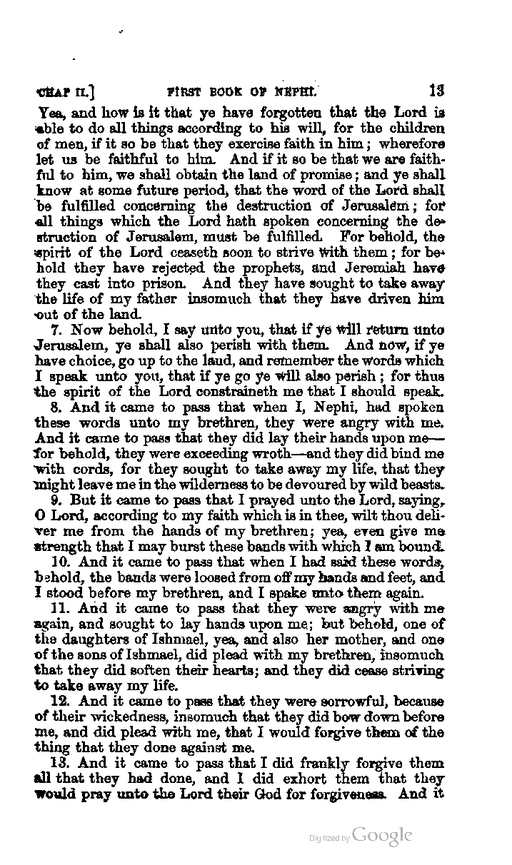 CHAP II.] FIRST BOOK OF NEPHI. 13
Yea, and how is it that ye have forgotten that the Lord is
able to do all things according to his will, for the children
of men, if it so be that they exercise faith in him; wherefore
let us be faithful to him. And if it so be that we are faith-
ful to him, we shall obtain the land of promise; and ye shall
know at some future period, that the word of the Lord shall
be fulfilled concerning the destruction of Jerusalem; for
all things which the Lord hath spoken concerning the de-
struction of Jerusalem, must be fulfilled. For behold, the
spirit of the Lord ceaseth soon to strive with them; for be-
hold they have rejected the prophets, and Jeremiah have
they cast into prison. And they have sought to take away
the life of my father insomuch that they have driven him
out of the land.
7. Now behold, I say unto you, that if ye will return unto
Jerusalem, ye shall also perish with them. And now, if ye
have choice, go up to the laud, and remember the words which
I speak unto you, that if ye go ye will also perish; for thus
the spirit of the Lord constraineth me that I should speak.
8. And it came to pass that when I, Nephi, had spoken
these words unto my brethren, they were angry with me.
And it came to pass that they did lay their hands upon me—
for behold, they were exceeding wroth—and they did bind me
with cords, for they sought to take away my life, that they
might leave me in the wilderness to be devoured by wild beasts.
9. But it came to pass that I prayed unto the Lord, saying,
O Lord, according to my faith which is in thee, wilt thou deli-
ver me from the hands of my brethren; yea, even give me
strength that I may burst these bands with which I am bound.
10. And it came to pass that when I had said these words,
behold, the bands were loosed from off my hands and feet, and
I stood before my brethren, and I spake unto them again.
11. And it came to pass that they were angry with me
again, and sought to lay hands upon me; but behold, one of
the daughters of Ishmael, yea, and also her mother, and one
of the sons of Ishmael, did plead with my brethren, insomuch
that they did soften their hearts; and they did cease striving
to take away my life.
12. And it came to pass that they were sorrowful, because
of their wickedness, insomuch that they did bow down before
me, and did plead with me, that I would forgive them of the
thing that they done against me.
13. And it came to pass that I did frankly forgive them
all that they had done, and I did exhort them that they
would pray unto the Lord their God for forgiveness. And it
Digitized by Google